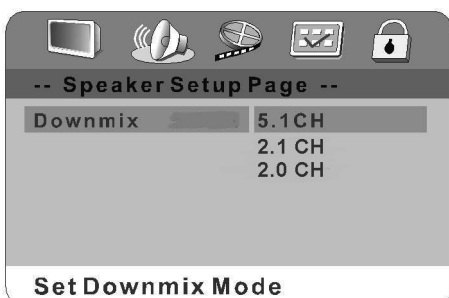 -- Speaker Setup Page --
Downmix 5.1CH
2.1 CH
2.0 CH
Set Downmix Mode